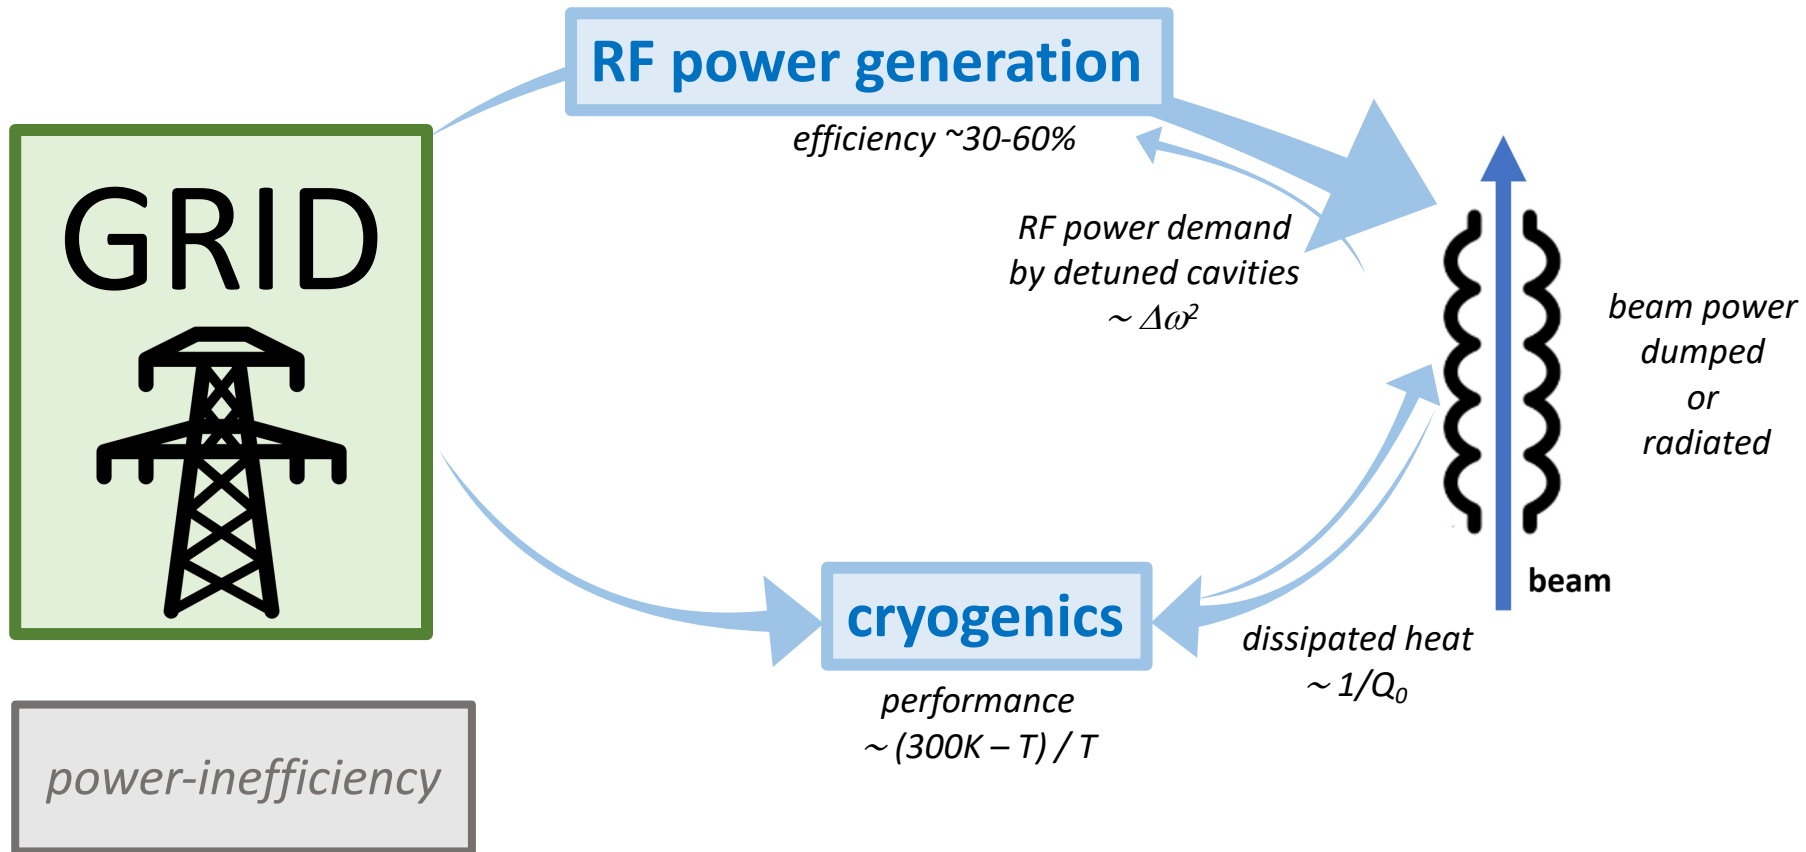 RF power generation
efficiency ~30-60%
GRID
RF power demand
by detuned cavities
~ Δω²
beam power
dumped
or
radiated
beam
cryogenics
dissipated heat
~ 1/Q₀
performance
~ (300K – T) / T
power-inefficiency